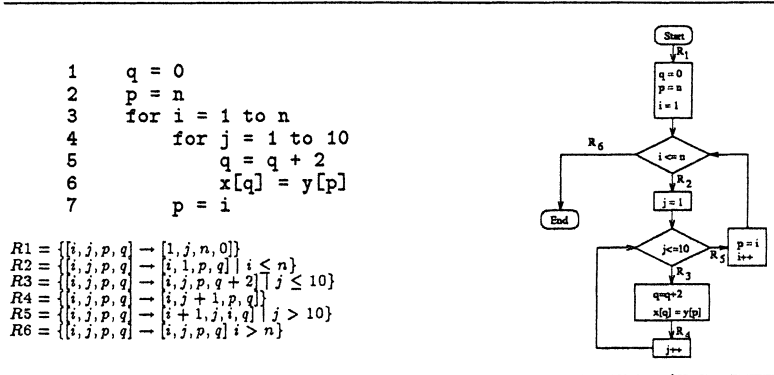 1 q = 0
2 p = n
3 for i = 1 to n
4 for j = 1 to 10
5 q = q + 2
6 x[q] = y[p]
7 p = i
R1 = {[i, j, p, q] → [1, j, n, 0]}
R2 = {[i, j, p, q] → [i, 1, p, q] | i ≤ n}
R3 = {[i, j, p, q] → [i, j, p, q + 2] | j ≤ 10}
R4 = {[i, j, p, q] → [i, j + 1, p, q]}
R5 = {[i, j, p, q] → [i + 1, j, i, q] | j > 10}
R6 = {[i, j, p, q] → [i, j, p, q] i > n}
Start
R1
q = 0
p = n
i = 1
R6
i <= n
R2
j = 1
End
j<=10
R5
p = i
i++
R3
q=q+2
x[q] = y[p]
R4
j++